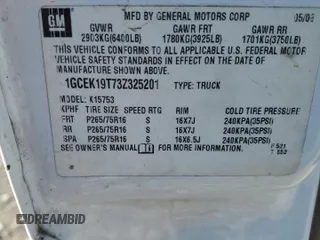 GM
MFD BY GENERAL MOTORS CORP 05/03
GVWR GAWR FRT GAWR RR
2903KG(6400LB) 1780KG(3925LB) 1701KG(3750LB)
THIS VEHICLE CONFORMS TO ALL APPLICABLE U.S. FEDERAL
MOTOR VEHICLE SAFETY STANDARDS IN EFFECT ON THE DATE OF
MANUFACTURE SHOWN ABOVE.
1GCEK19T73Z325201 TYPE: TRUCK
MODEL: K15753
TIRE SIZE SPEED RTG RIM COLD TIRE PRESSURE
FRT P265/75R16 S 16X7J 240KPA(35PSI)
RR P265/75R16 S 16X7J 240KPA(35PSI)
SPA P265/75R16 S 16X6.5J 240KPA(35PSI)
SEE OWNER'S MANUAL FOR MORE INFORMATION
DREAMBID